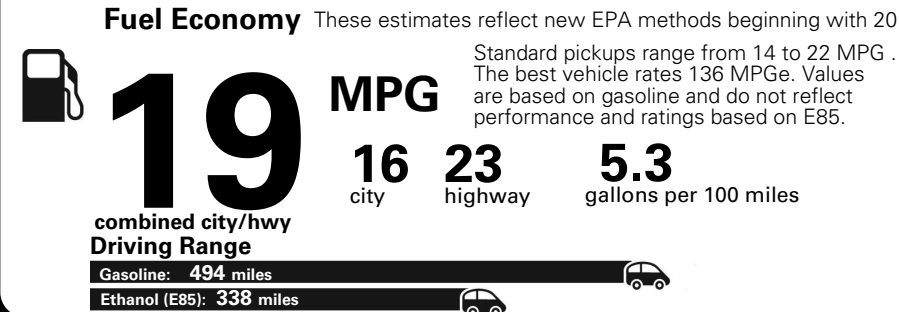 Fuel Economy These estimates reflect new EPA methods beginning with 20
Standard pickups range from 14 to 22 MPG .
The best vehicle rates 136 MPGe. Values
are based on gasoline and do not reflect
performance and ratings based on E85.
19 MPG
16 23 5.3
city highway gallons per 100 miles
combined city/hwy
Driving Range
Gasoline: 494 miles
Ethanol (E85): 338 miles